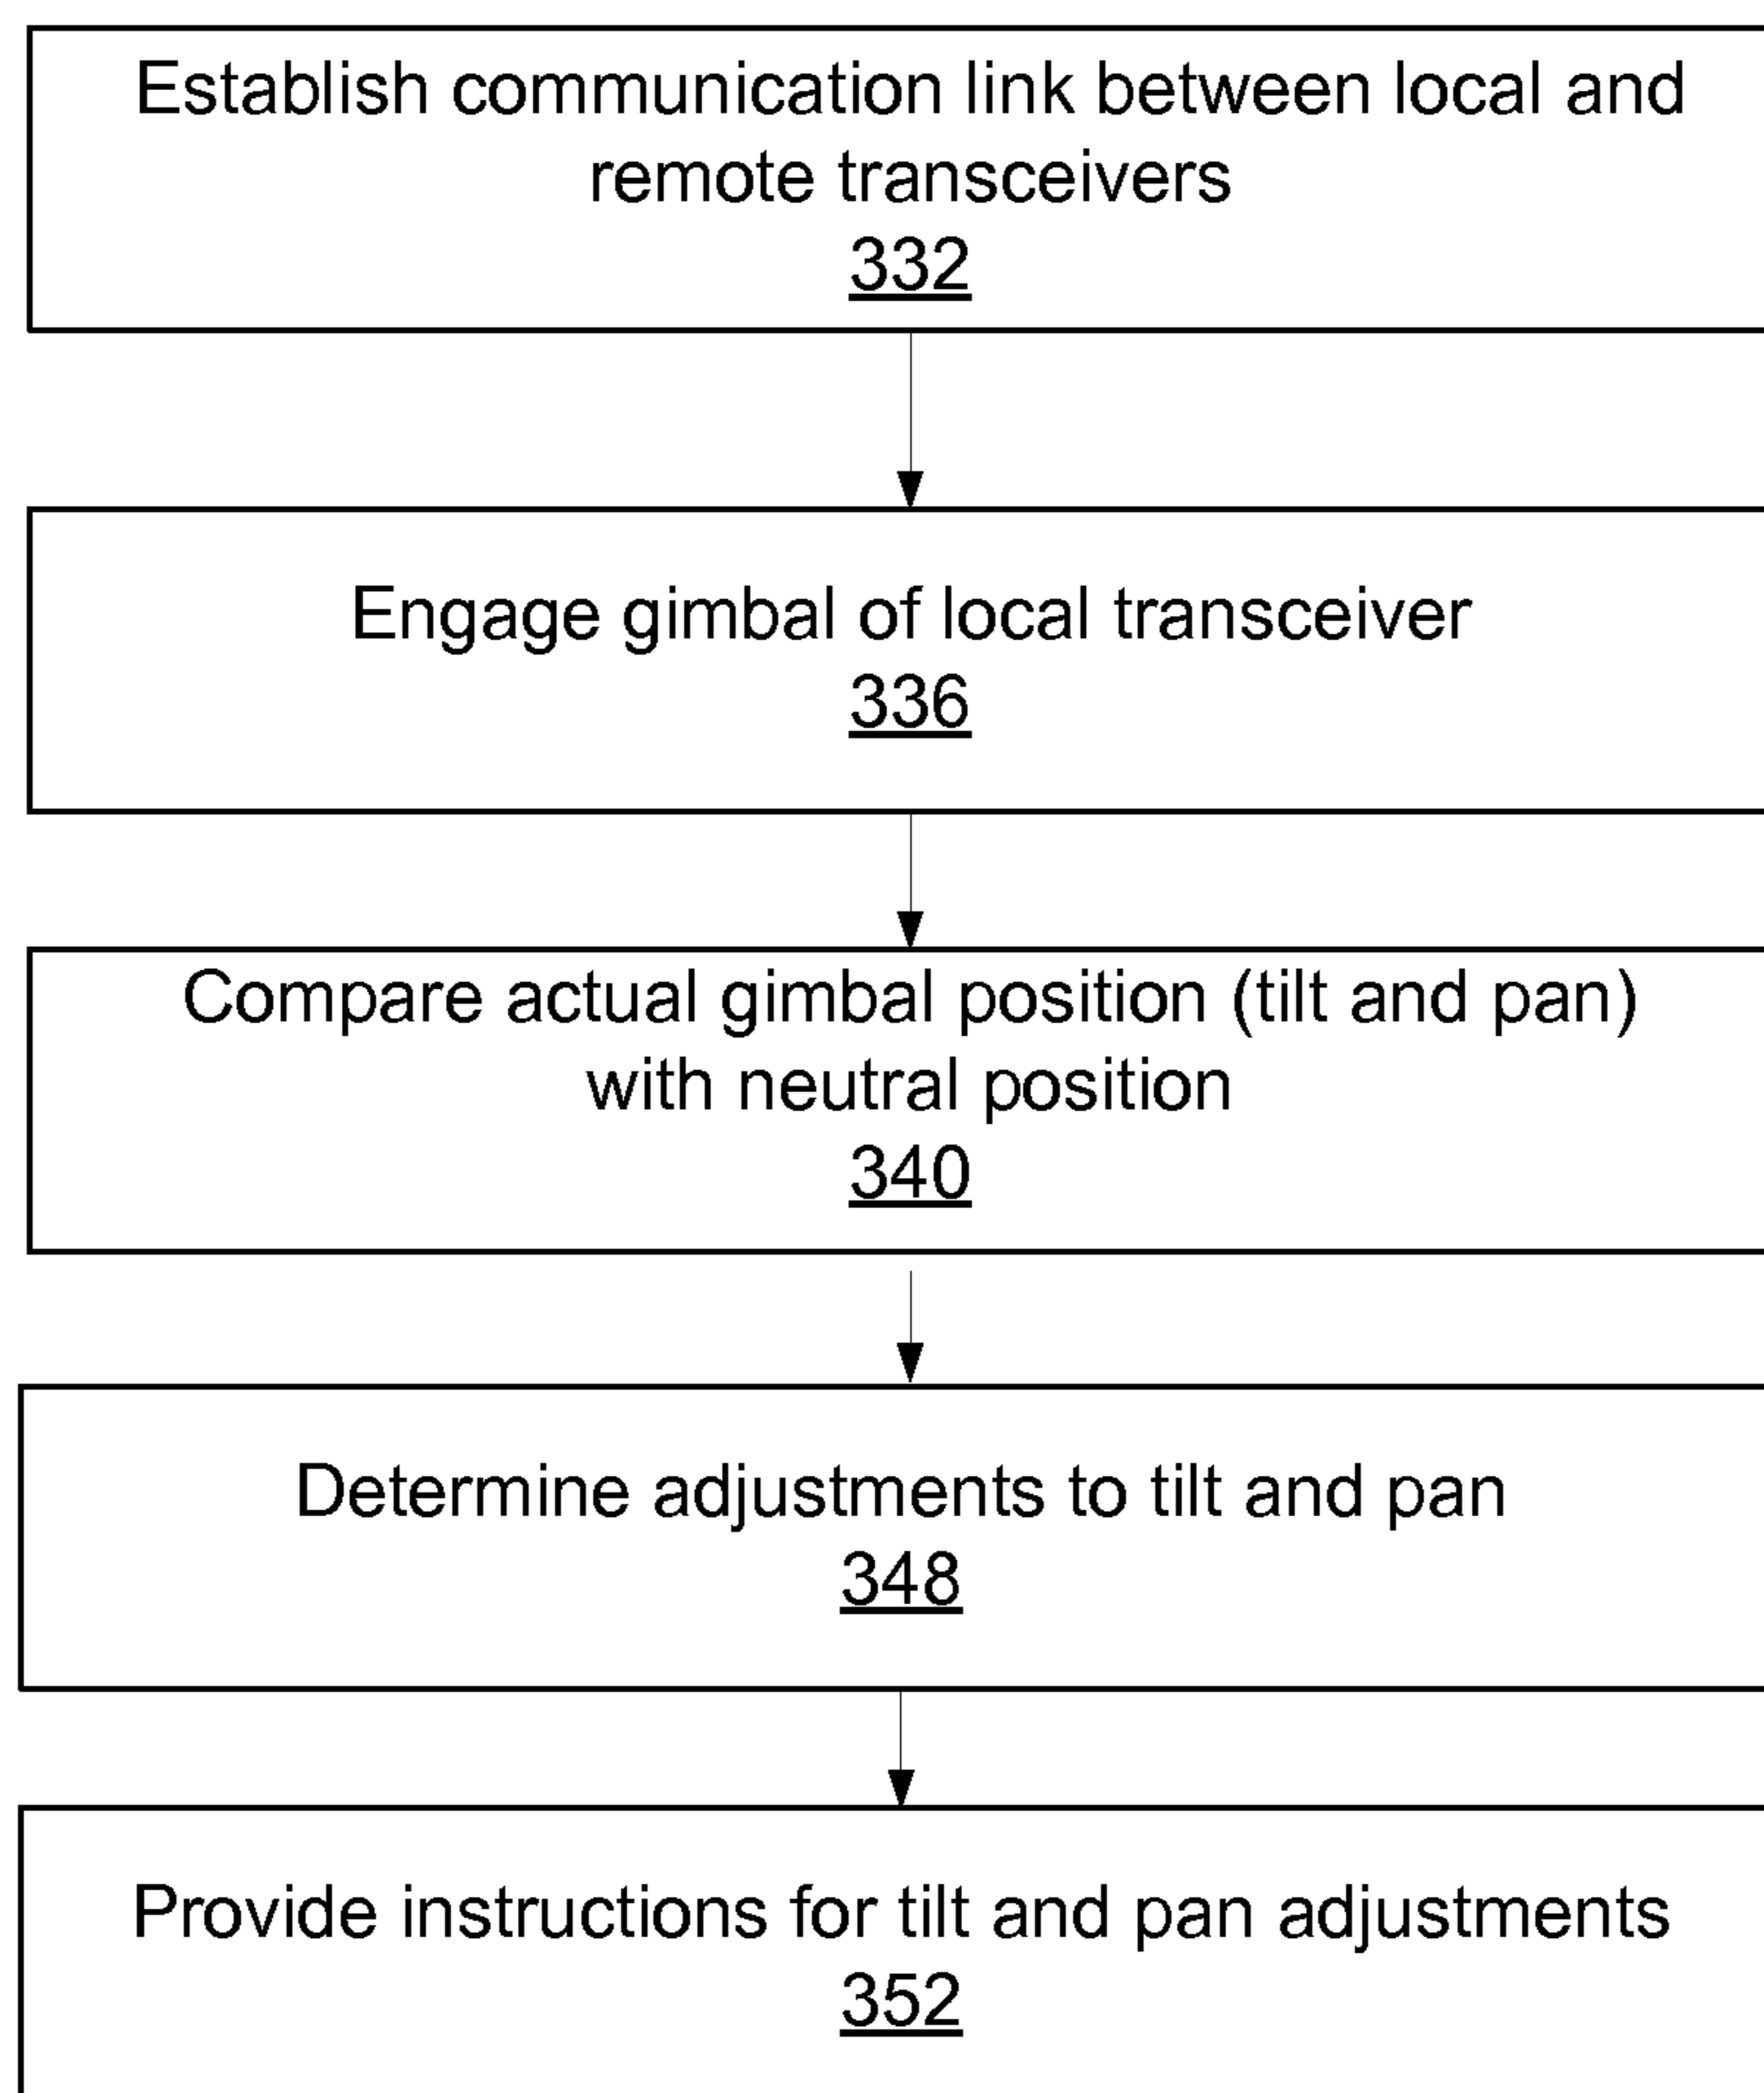 Establish communication link between local and
remote transceivers
332
Engage gimbal of local transceiver
336
Compare actual gimbal position (tilt and pan)
with neutral position
340
Determine adjustments to tilt and pan
348
Provide instructions for tilt and pan adjustments
352